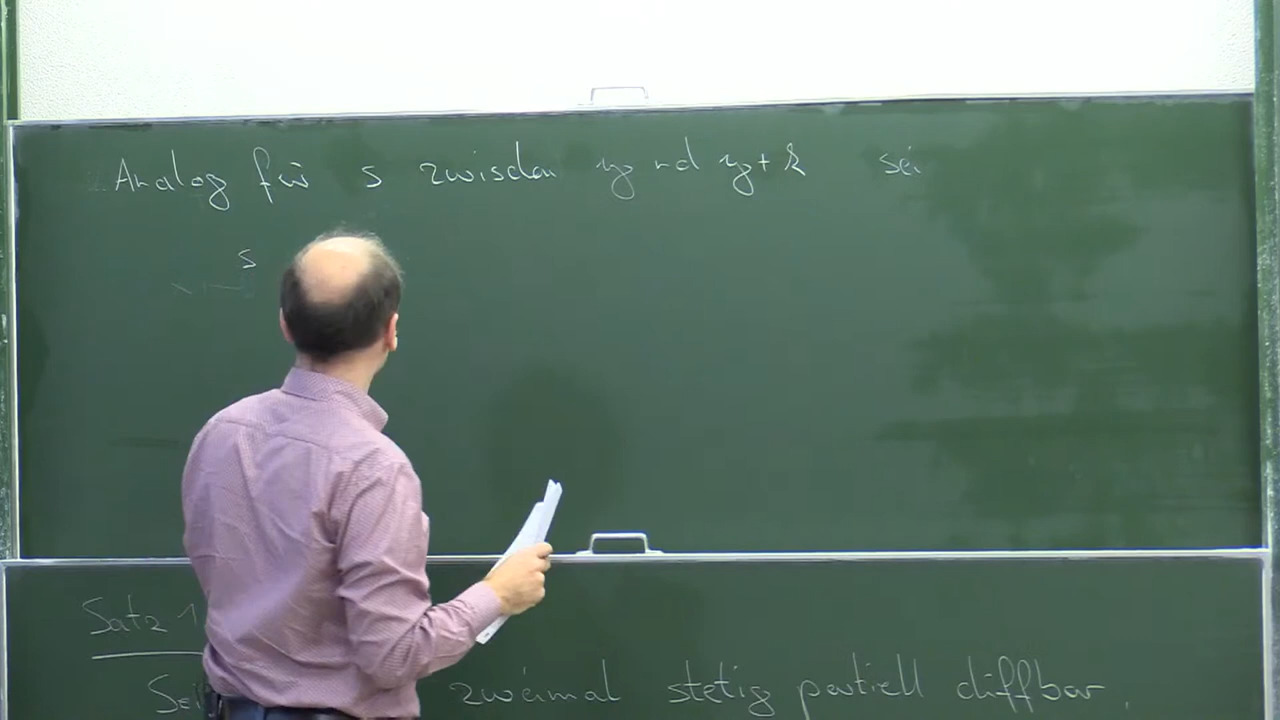 Analog für s zwischen y und y+k sei
s
x
Satz 1
Sei zweimal stetig partiell diffbar,